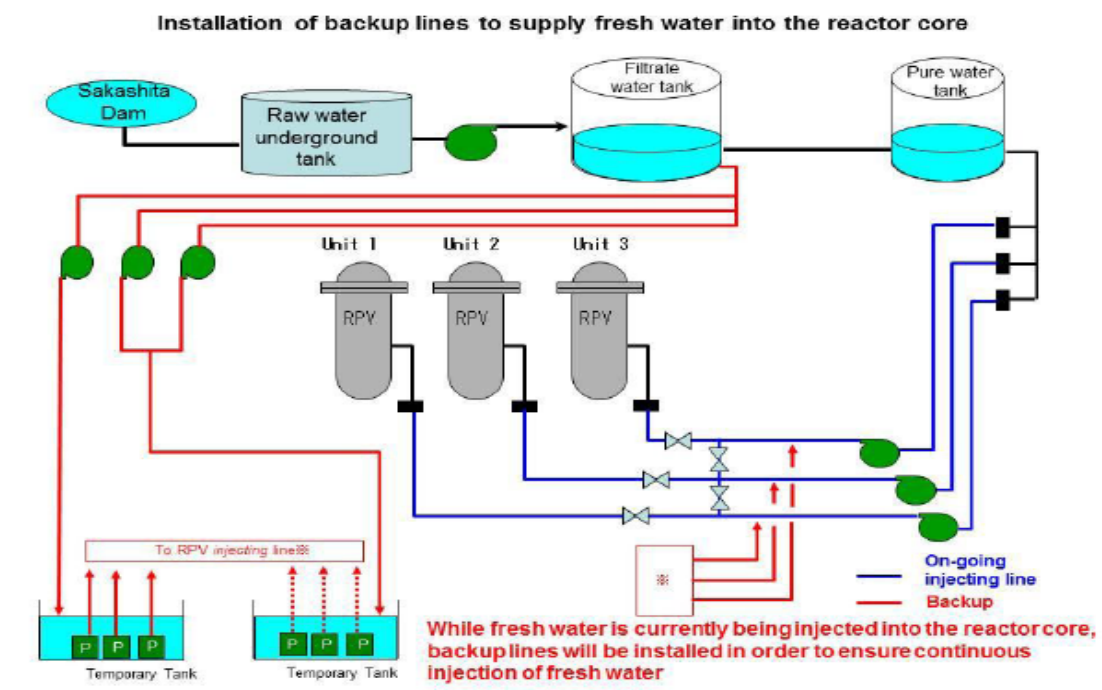 Installation of backup lines to supply fresh water into the reactor core
Sakashita
Dam
Raw water
underground
tank
Filtrate
water tank
Pure water
tank
Unit 1
Unit 2
Unit 3
RPV
RPV
RPV
To RPV injecting line※
※
P
P
P
P
P
P
Temporary Tank
Temporary Tank
On-going
injecting line
Backup
While fresh water is currently being injected into the reactor core,
backup lines will be installed in order to ensure continuous
injection of fresh water